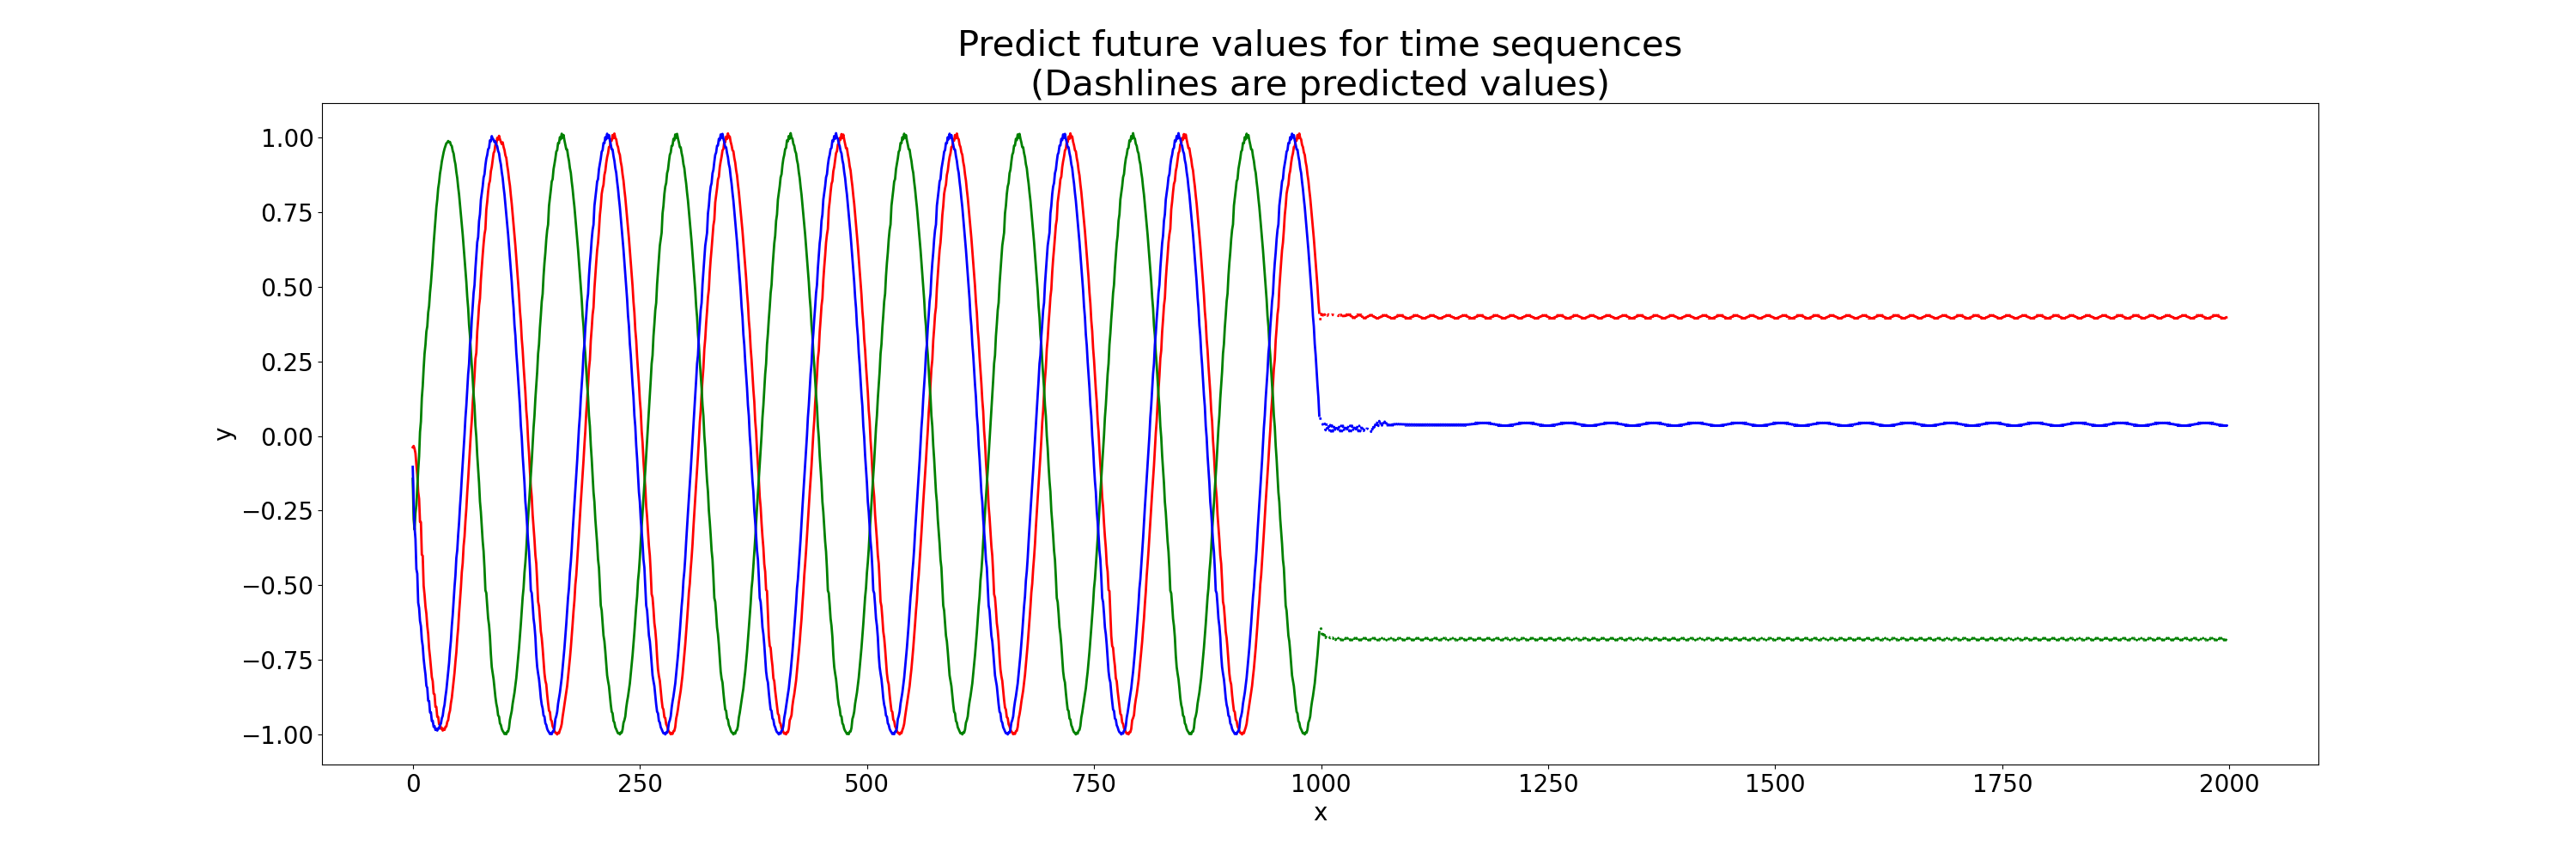 Predict future values for time sequences
(Dashlines are predicted values)
1.00
0.75
0.50
0.25
0.00
−0.25
−0.50
−0.75
−1.00
y
0 250 500 750 1000 1250 1500 1750 2000
x